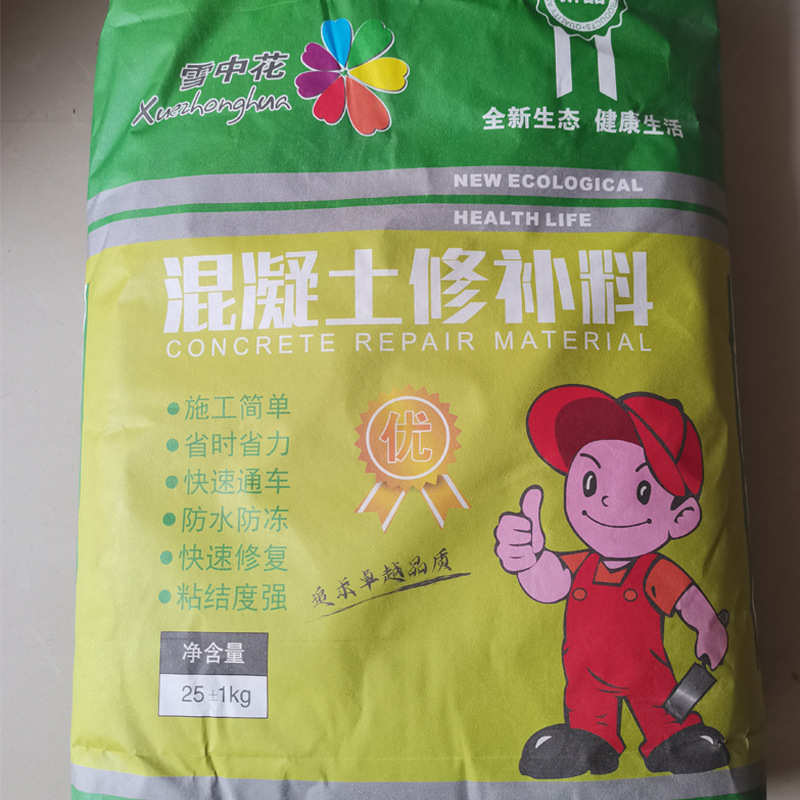 雪中花
Xuezhonghua
全新生态 健康生活
NEW ECOLOGICAL
HEALTH LIFE
混凝土修补料
CONCRETE REPAIR MATERIAL
•施工简单
•省时省力
•快速通车
•防水防冻
•快速修复
•粘结度强
优
追求卓越品质
净含量
25±1kg